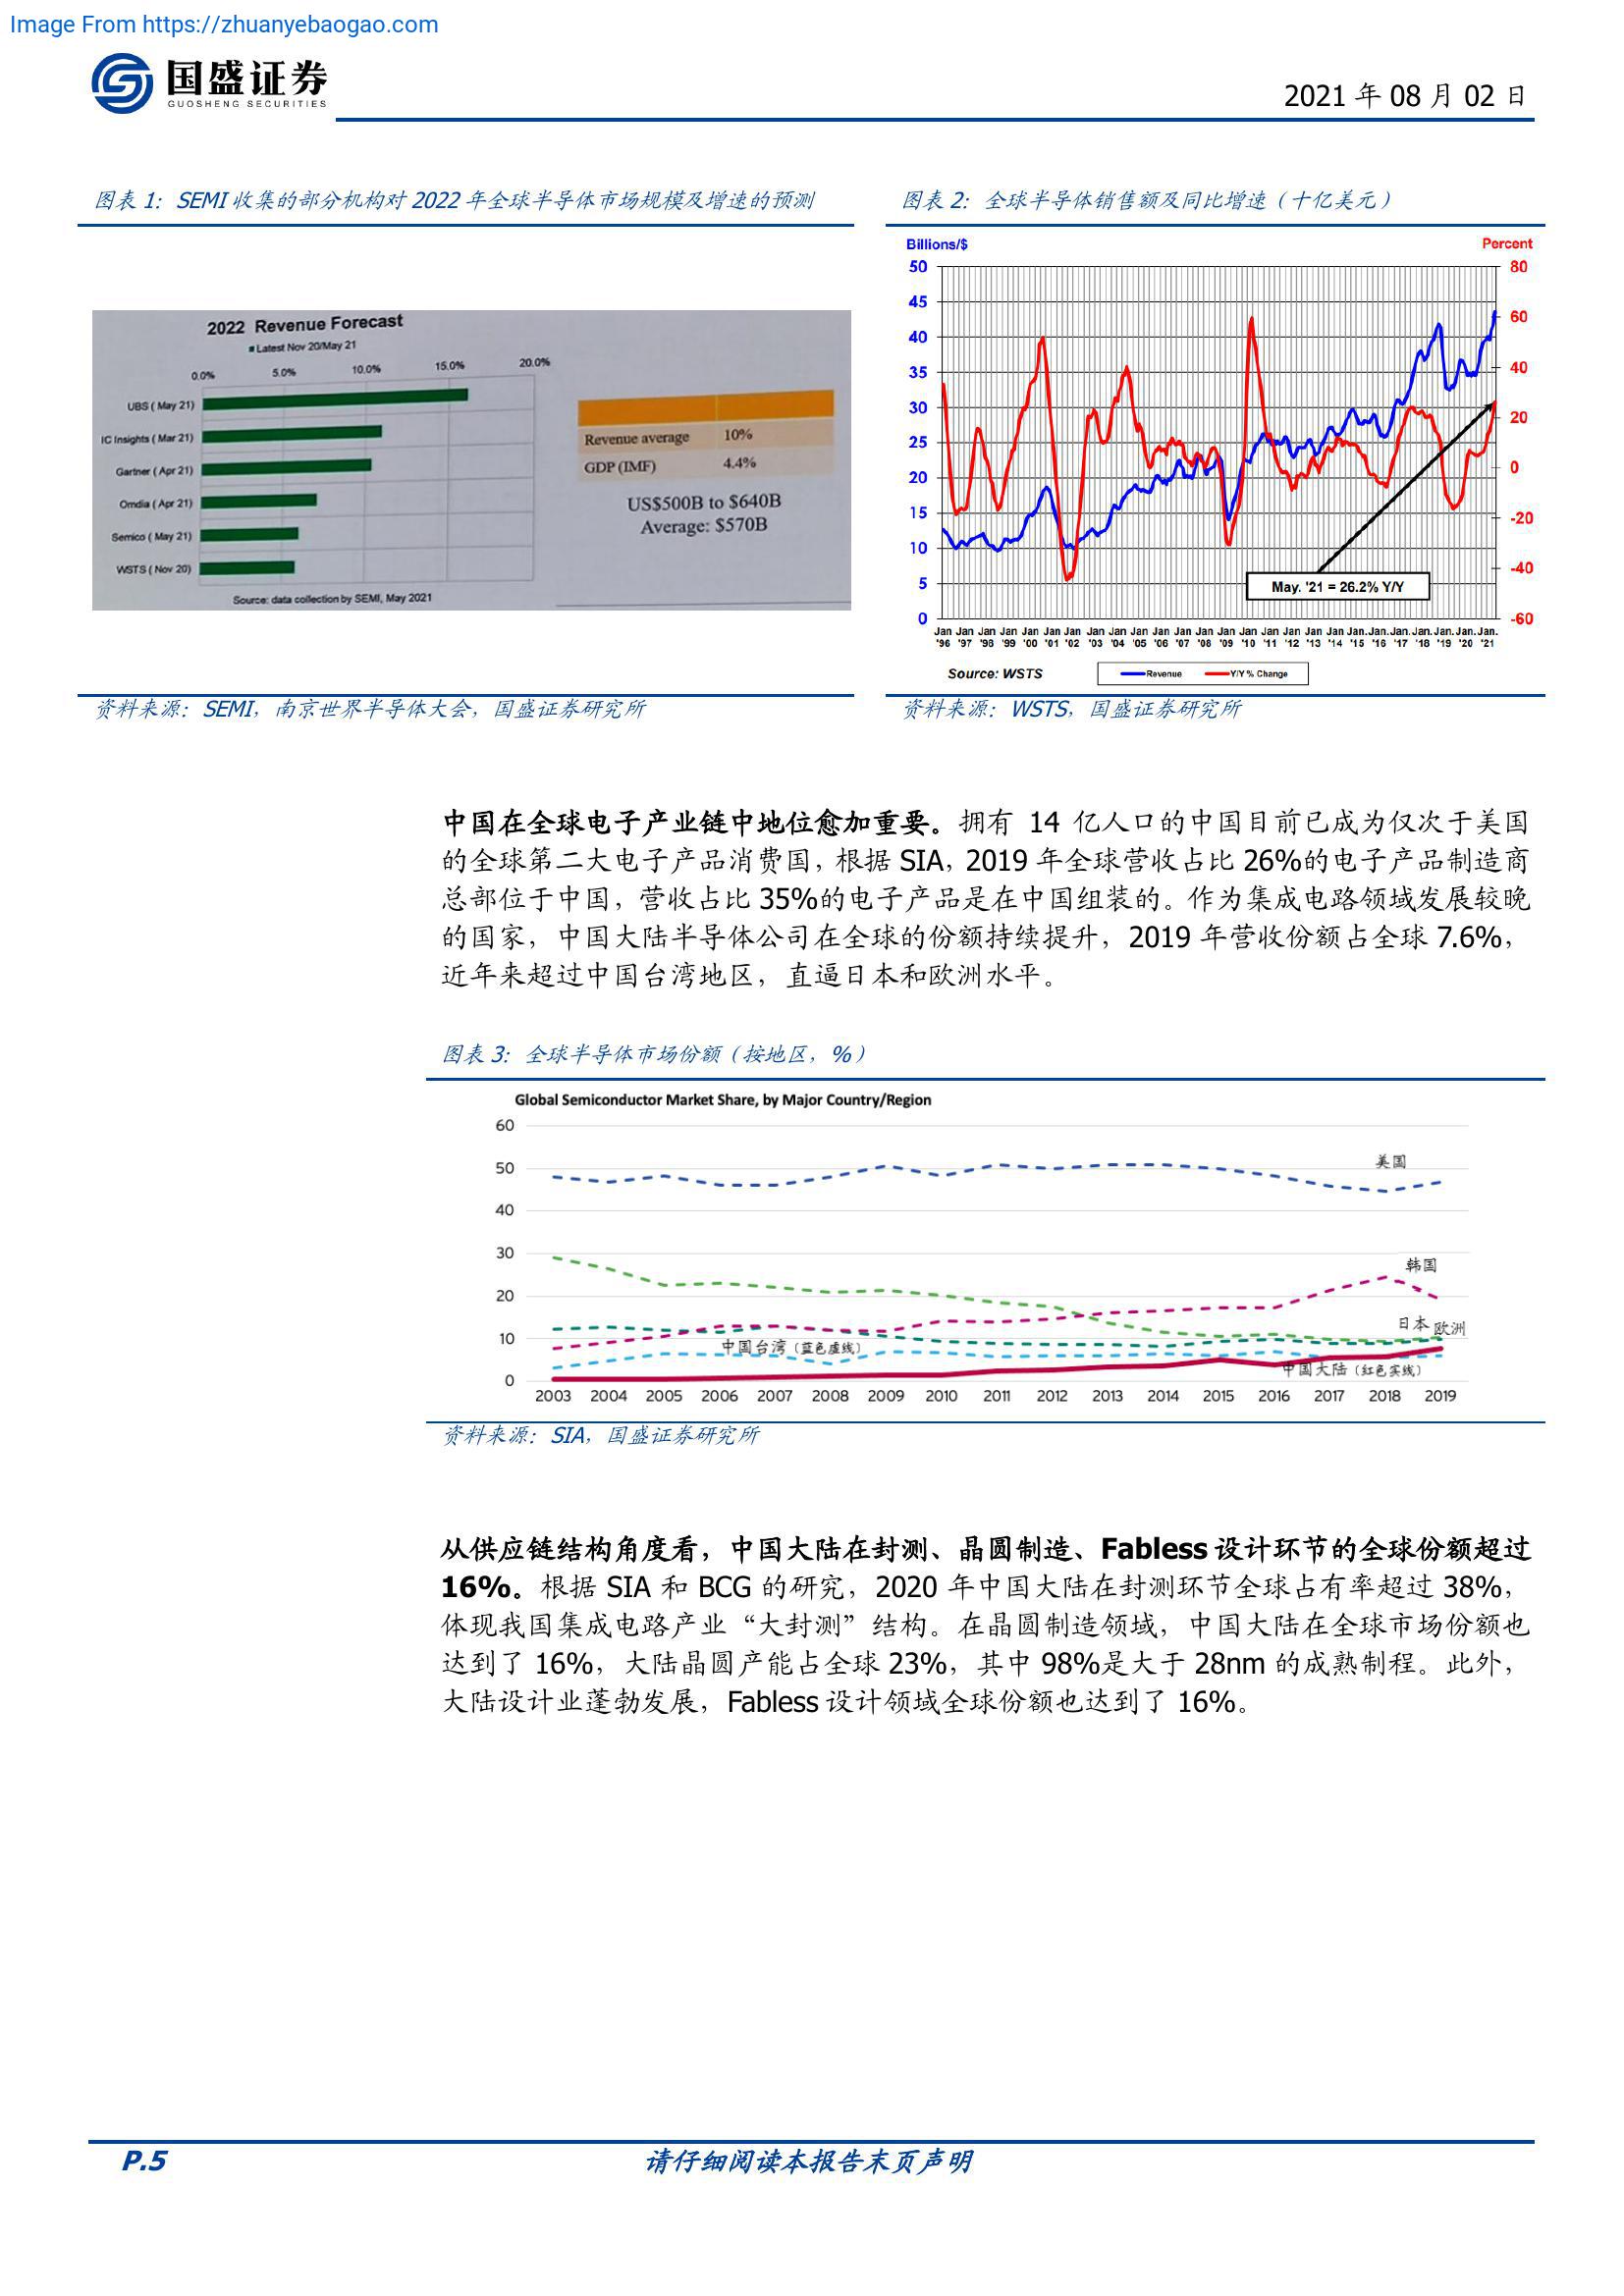 Image From https://zhuanyebaogao.com
国盛证券
GUOSHENG SECURITIES
2021 年 08 月 02 日
图表 1：SEMI 收集的部分机构对 2022 年全球半导体市场规模及增速的预测
2022 Revenue Forecast
Latest Nov 20/May 21
0.0% 5.0% 10.0% 15.0% 20.0%
UBS ( May 21)
IC Insights ( Mar 21)
Gartner ( Apr 21)
Omdia ( Apr 21)
Semico ( May 21)
WSTS ( Nov 20)
Source: data collection by SEMI, May 2021
Revenue average 10%
GDP (IMF) 4.4%
US$500B to $640B
Average: $570B
资料来源：SEMI，南京世界半导体大会，国盛证券研究所
图表 2：全球半导体销售额及同比增速（十亿美元）
Billions/$ Percent
50 80
45
40 60
35 40
30
25 20
20 0
15 -20
10
5 -40
0 -60
May. '21 = 26.2% Y/Y
Jan Jan Jan Jan Jan Jan Jan Jan Jan Jan Jan Jan Jan Jan Jan Jan Jan Jan Jan Jan. Jan. Jan. Jan. Jan. Jan. Jan.
'96 '97 '98 '99 '00 '01 '02 '03 '04 '05 '06 '07 '08 '09 '10 '11 '12 '13 '14 '15 '16 '17 '18 '19 '20 '21
Source: WSTS
Revenue Y/Y % Change
资料来源：WSTS，国盛证券研究所
中国在全球电子产业链中地位愈加重要。拥有 14 亿人口的中国目前已成为仅次于美国
的全球第二大电子产品消费国，根据 SIA，2019 年全球营收占比 26%的电子产品制造商
总部位于中国，营收占比 35%的电子产品是在中国组装的。作为集成电路领域发展较晚
的国家，中国大陆半导体公司在全球的份额持续提升，2019 年营收份额占全球 7.6%，
近年来超过中国台湾地区，直逼日本和欧洲水平。
图表 3：全球半导体市场份额（按地区，%）
Global Semiconductor Market Share, by Major Country/Region
60
50
40
30
20
10
0
美国
韩国
日本 欧洲
中国台湾（蓝色虚线）
中国大陆（红色实线）
2003 2004 2005 2006 2007 2008 2009 2010 2011 2012 2013 2014 2015 2016 2017 2018 2019
资料来源：SIA，国盛证券研究所
从供应链结构角度看，中国大陆在封测、晶圆制造、Fabless 设计环节的全球份额超过
16%。根据 SIA 和 BCG 的研究，2020 年中国大陆在封测环节全球占有率超过 38%，
体现我国集成电路产业“大封测”结构。在晶圆制造领域，中国大陆在全球市场份额也
达到了 16%，大陆晶圆产能占全球 23%，其中 98%是大于 28nm 的成熟制程。此外，
大陆设计业蓬勃发展，Fabless 设计领域全球份额也达到了 16%。
P.5
请仔细阅读本报告末页声明